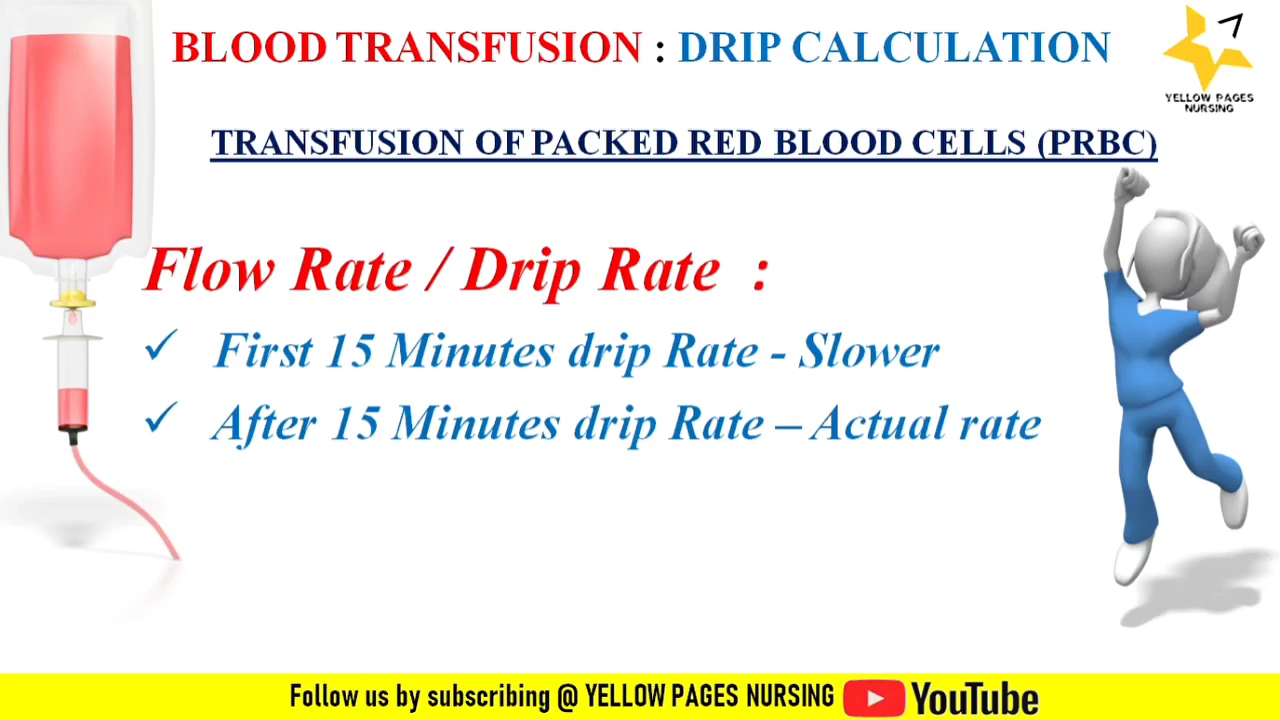 BLOOD TRANSFUSION : DRIP CALCULATION
YELLOW PAGES
NURSING
TRANSFUSION OF PACKED RED BLOOD CELLS (PRBC)
Flow Rate / Drip Rate :
✓ First 15 Minutes drip Rate - Slower
✓ After 15 Minutes drip Rate – Actual rate
Follow us by subscribing @ YELLOW PAGES NURSING YouTube